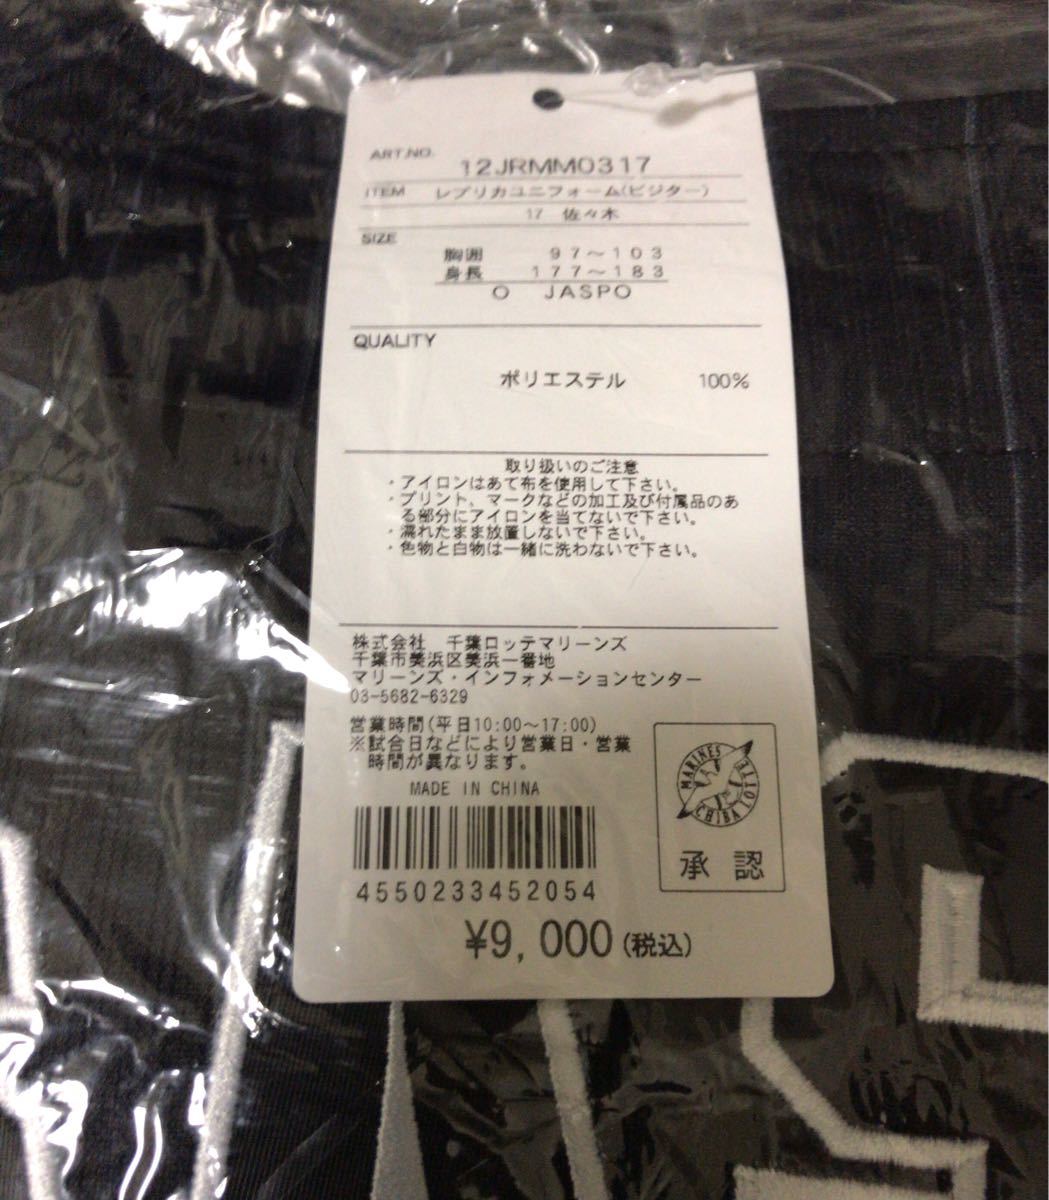 ART.NO. 12JRMM0317
ITEM レプリカユニフォーム(ビジター)
17 佐々木
SIZE
胸囲 97～103
身長 177～183
O JASPO
QUALITY
ポリエステル 100%
取り扱いのご注意
・アイロンはあて布を使用して下さい。
・プリント、マークなどの加工及び付属品のあ
る部分にアイロンを当てないで下さい。
・濡れたまま放置しないで下さい。
・色物と白物は一緒に洗わないで下さい。
株式会社 千葉ロッテマリーンズ
千葉市美浜区美浜一番地
マリーンズ・インフォメーションセンター
03-5682-6329
営業時間(平日10:00～17:00)
※試合日などにより営業日・営業
時間が異なります。
MADE IN CHINA
4550233452054
¥9,000(税込)
MARINES
CHIBA LOTTE
承認